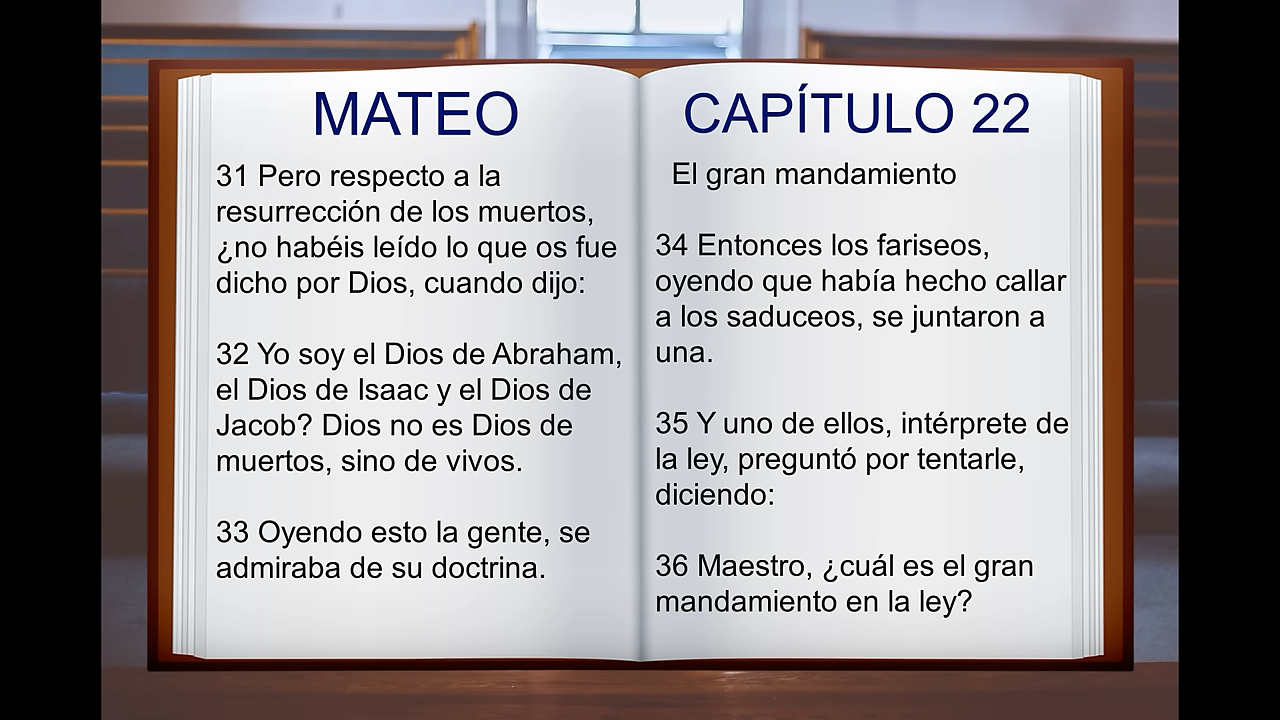 MATEO
31 Pero respecto a la
resurrección de los muertos,
¿no habéis leído lo que os fue
dicho por Dios, cuando dijo:
32 Yo soy el Dios de Abraham,
el Dios de Isaac y el Dios de
Jacob? Dios no es Dios de
muertos, sino de vivos.
33 Oyendo esto la gente, se
admiraba de su doctrina.
CAPÍTULO 22
El gran mandamiento
34 Entonces los fariseos,
oyendo que había hecho callar
a los saduceos, se juntaron a
una.
35 Y uno de ellos, intérprete de
la ley, preguntó por tentarle,
diciendo:
36 Maestro, ¿cuál es el gran
mandamiento en la ley?